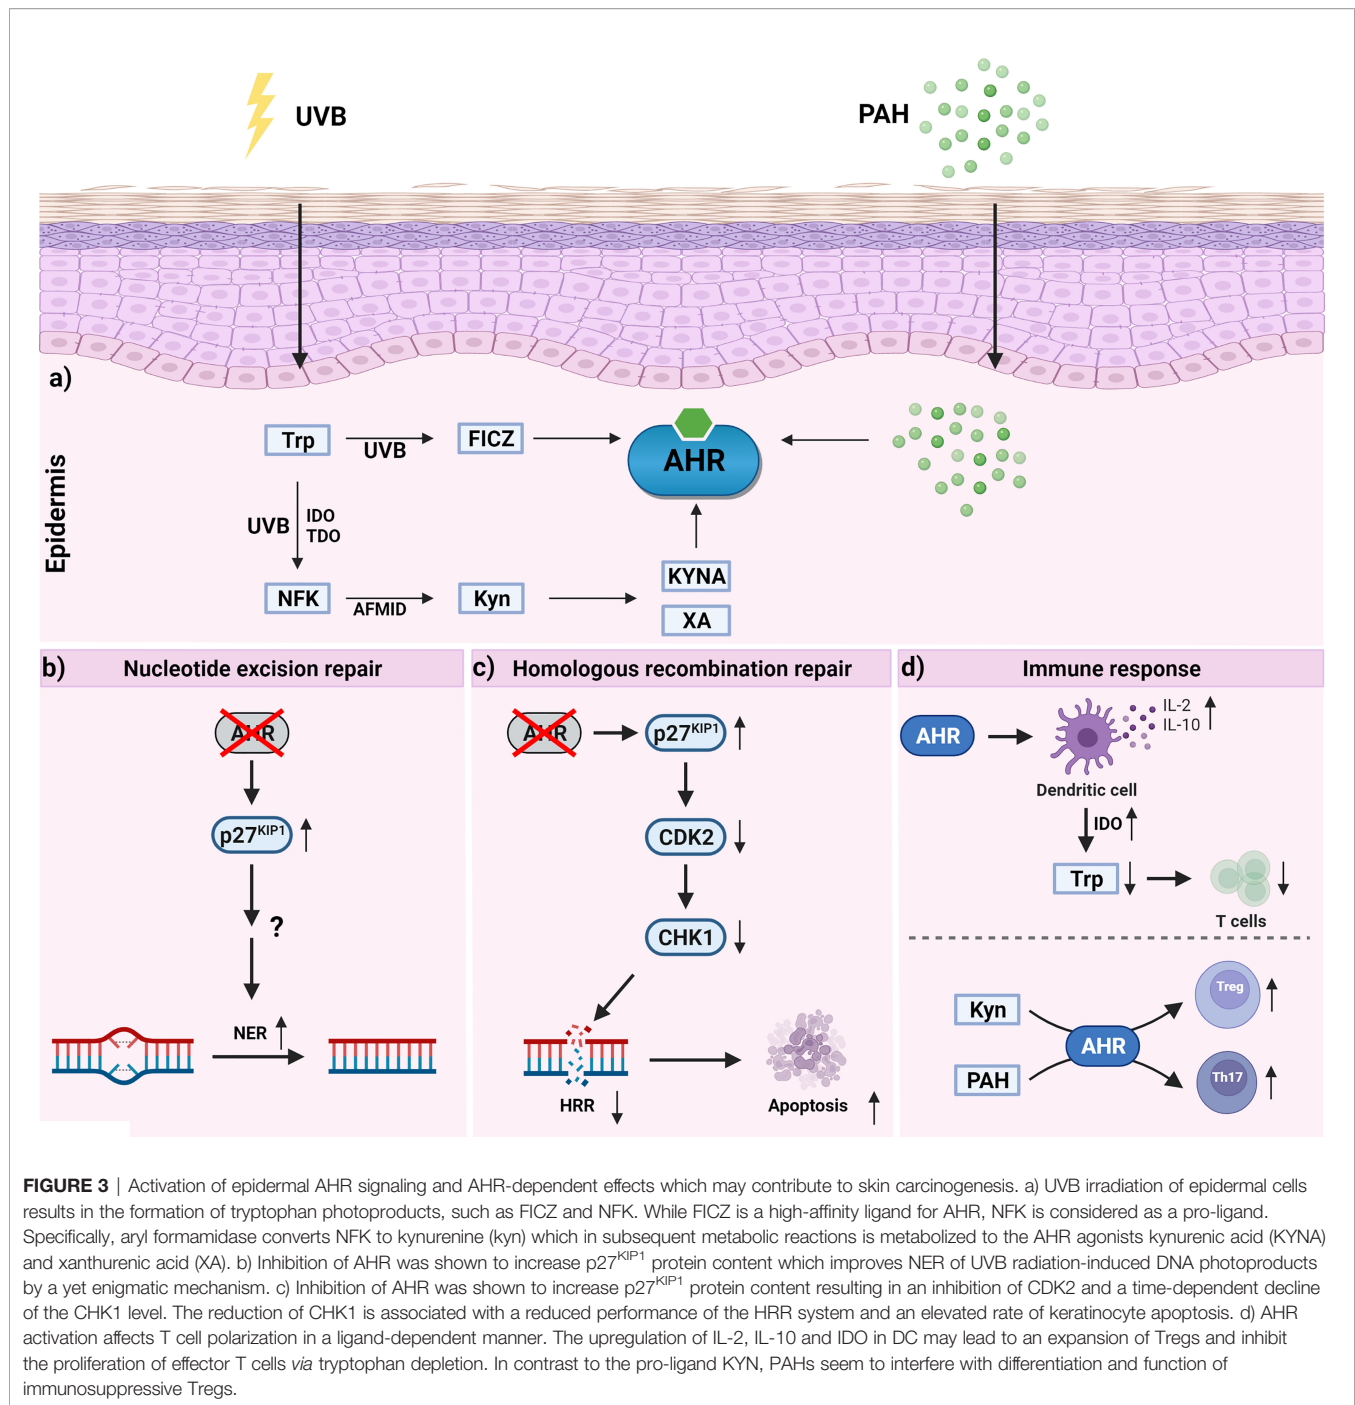 UVB
PAH
a)
Epidermis
Trp
UVB
FICZ
AHR
UVB
IDO
TDO
NFK
AFMID
Kyn
KYNA
XA
b) Nucleotide excision repair
AHR
p27KIP1
?
NER
c) Homologous recombination repair
AHR
p27KIP1
CDK2
CHK1
HRR
Apoptosis
d) Immune response
AHR
IL-2
IL-10
Dendritic cell
IDO
Trp
T cells
Kyn
PAH
AHR
Treg
Th17
FIGURE 3 | Activation of epidermal AHR signaling and AHR-dependent effects which may contribute to skin carcinogenesis. a) UVB irradiation of epidermal cells
results in the formation of tryptophan photoproducts, such as FICZ and NFK. While FICZ is a high-affinity ligand for AHR, NFK is considered as a pro-ligand.
Specifically, aryl formamidase converts NFK to kynurenine (kyn) which in subsequent metabolic reactions is metabolized to the AHR agonists kynurenic acid (KYNA)
and xanthurenic acid (XA). b) Inhibition of AHR was shown to increase p27KIP1 protein content which improves NER of UVB radiation-induced DNA photoproducts
by a yet enigmatic mechanism. c) Inhibition of AHR was shown to increase p27KIP1 protein content resulting in an inhibition of CDK2 and a time-dependent decline
of the CHK1 level. The reduction of CHK1 is associated with a reduced performance of the HRR system and an elevated rate of keratinocyte apoptosis. d) AHR
activation affects T cell polarization in a ligand-dependent manner. The upregulation of IL-2, IL-10 and IDO in DC may lead to an expansion of Tregs and inhibit
the proliferation of effector T cells via tryptophan depletion. In contrast to the pro-ligand KYN, PAHs seem to interfere with differentiation and function of
immunosuppressive Tregs.